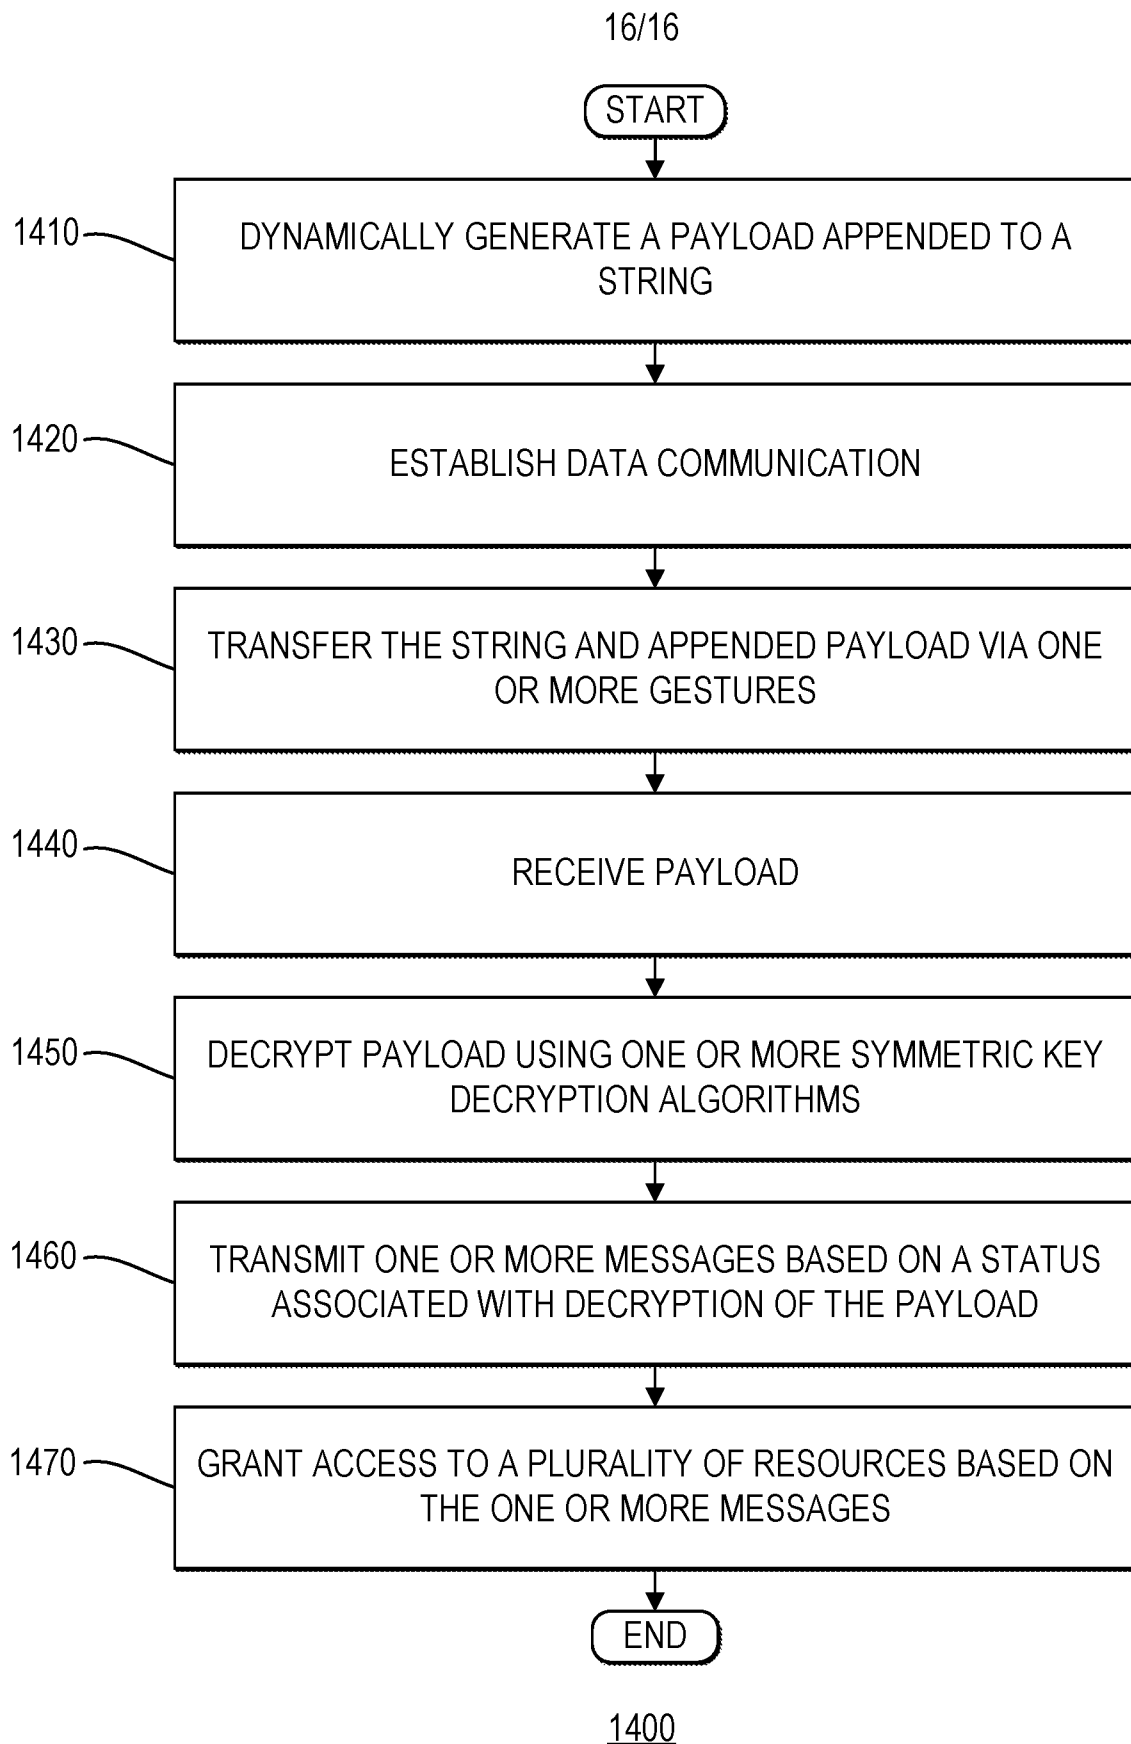 16/16
START
1410
DYNAMICALLY GENERATE A PAYLOAD APPENDED TO A
STRING
1420
ESTABLISH DATA COMMUNICATION
1430
TRANSFER THE STRING AND APPENDED PAYLOAD VIA ONE
OR MORE GESTURES
1440
RECEIVE PAYLOAD
1450
DECRYPT PAYLOAD USING ONE OR MORE SYMMETRIC KEY
DECRYPTION ALGORITHMS
1460
TRANSMIT ONE OR MORE MESSAGES BASED ON A STATUS
ASSOCIATED WITH DECRYPTION OF THE PAYLOAD
1470
GRANT ACCESS TO A PLURALITY OF RESOURCES BASED ON
THE ONE OR MORE MESSAGES
END
1400